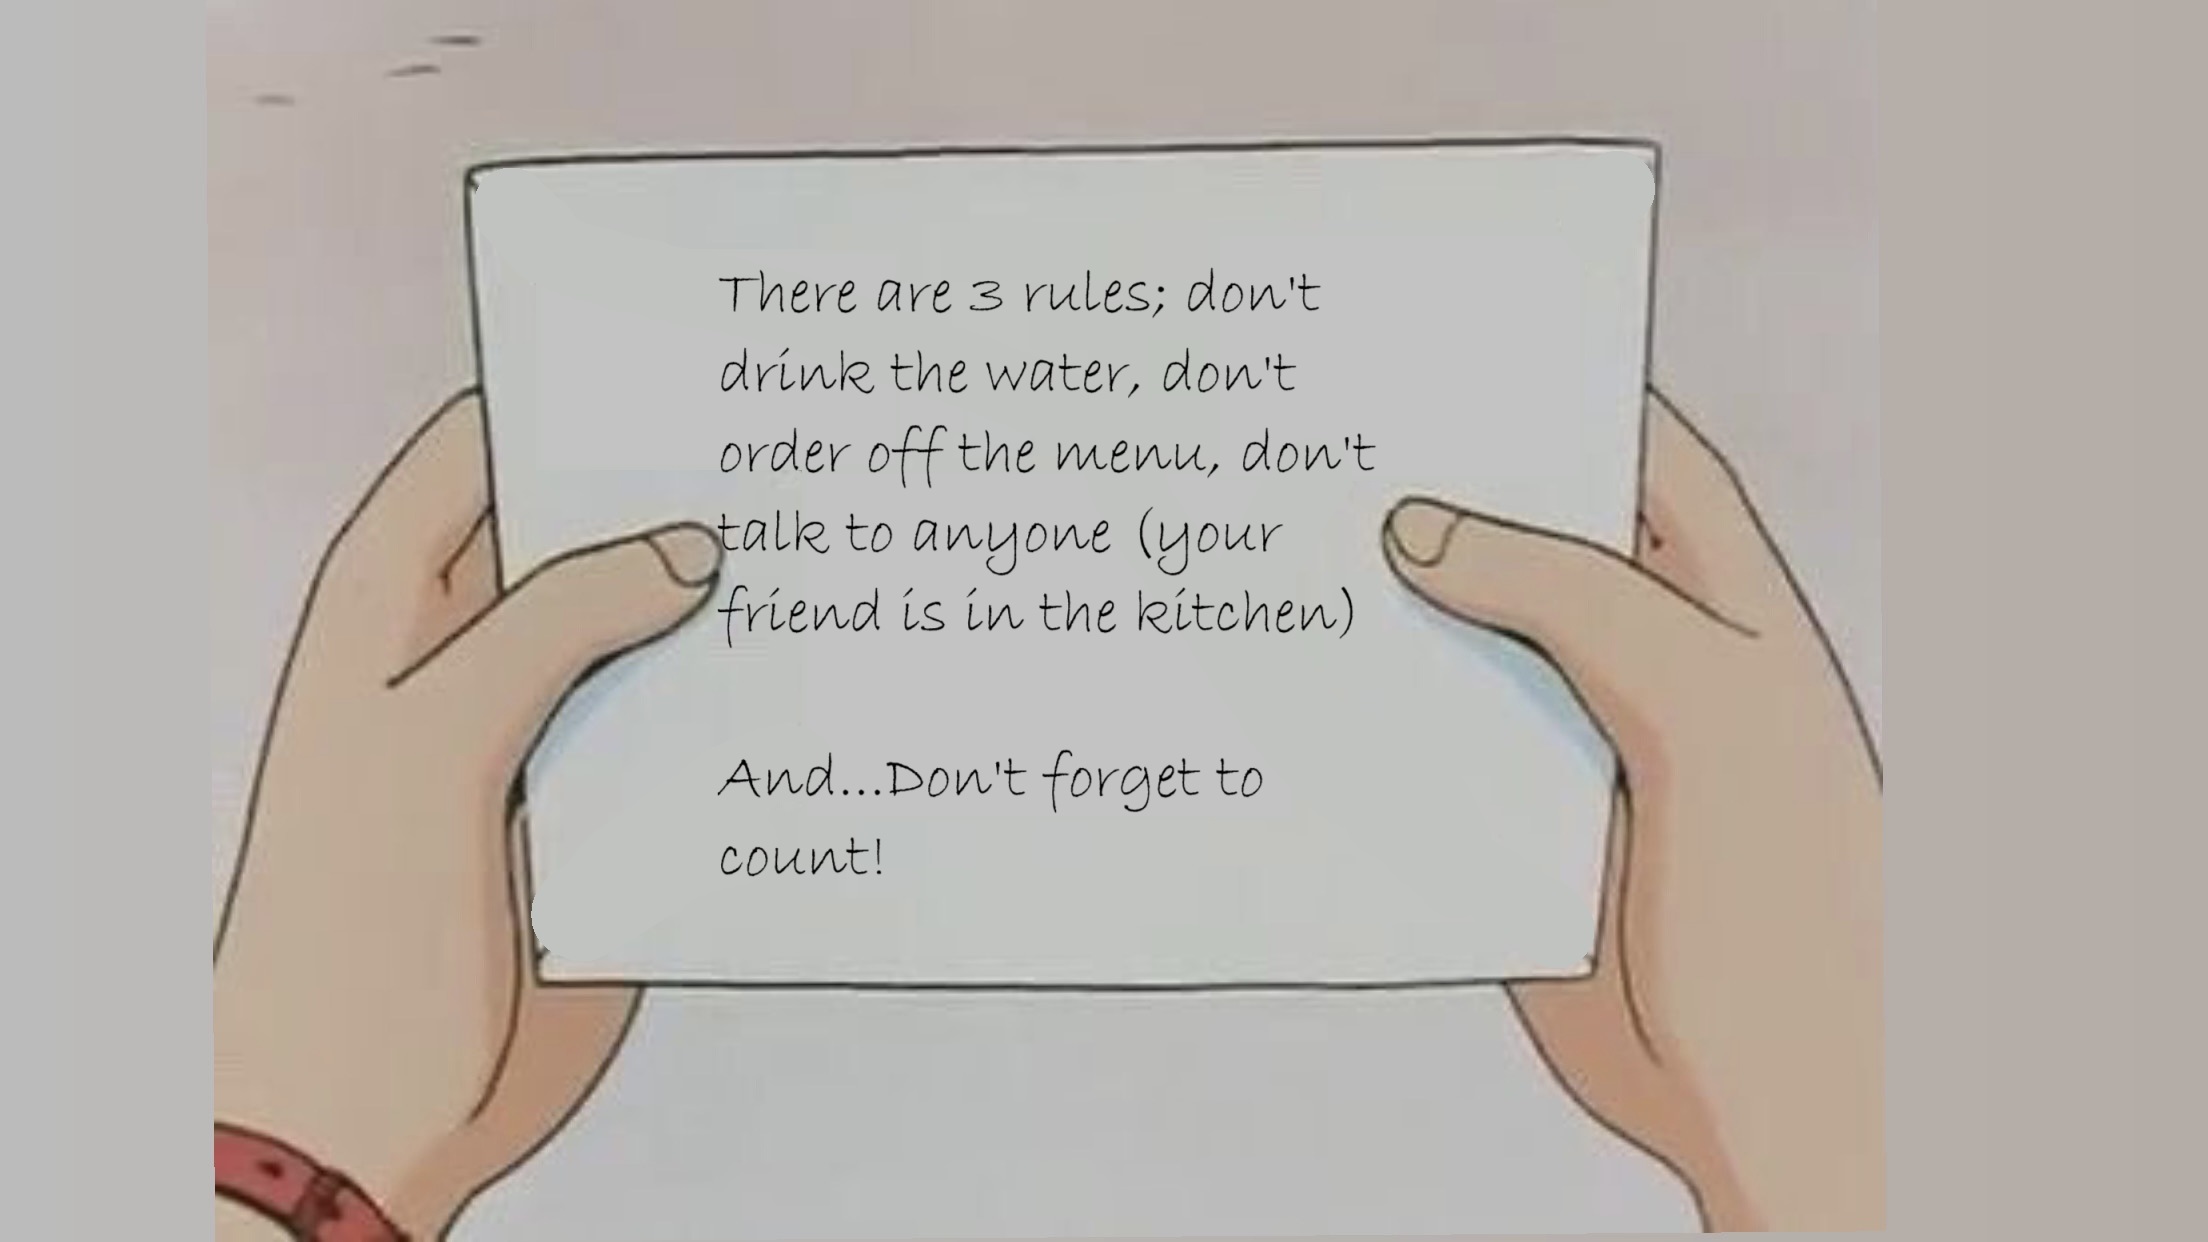 There are 3 rules; don't
drink the water, don't
order off the menu, don't
talk to anyone (your
friend is in the kitchen)
And...Don't forget to
count!